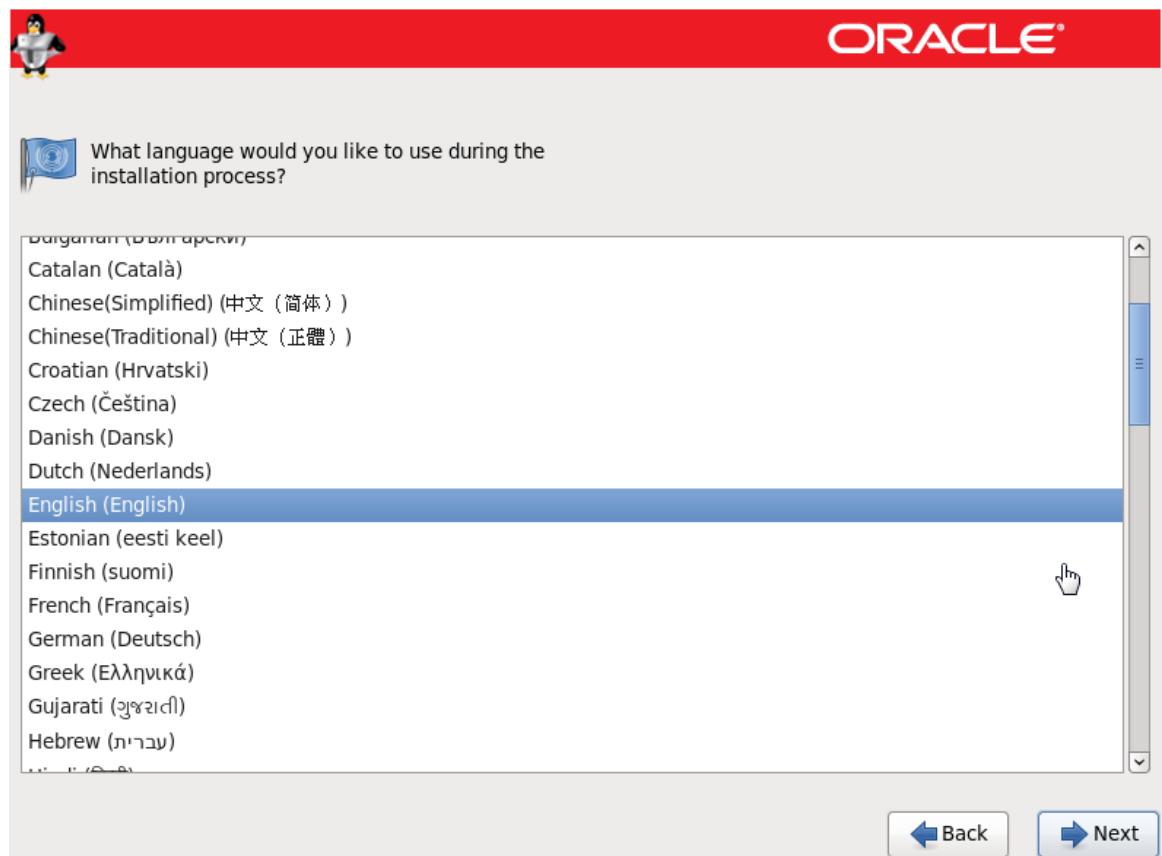 ORACLE®
What language would you like to use during the
installation process?
Catalan (Català)
Chinese(Simplified) (中文（简体）)
Chinese(Traditional) (中文（正體）)
Croatian (Hrvatski)
Czech (Čeština)
Danish (Dansk)
Dutch (Nederlands)
English (English)
Estonian (eesti keel)
Finnish (suomi)
French (Français)
German (Deutsch)
Greek (Ελληνικά)
Gujarati (ગુજરાતી)
Hebrew (עברית)
Back
Next